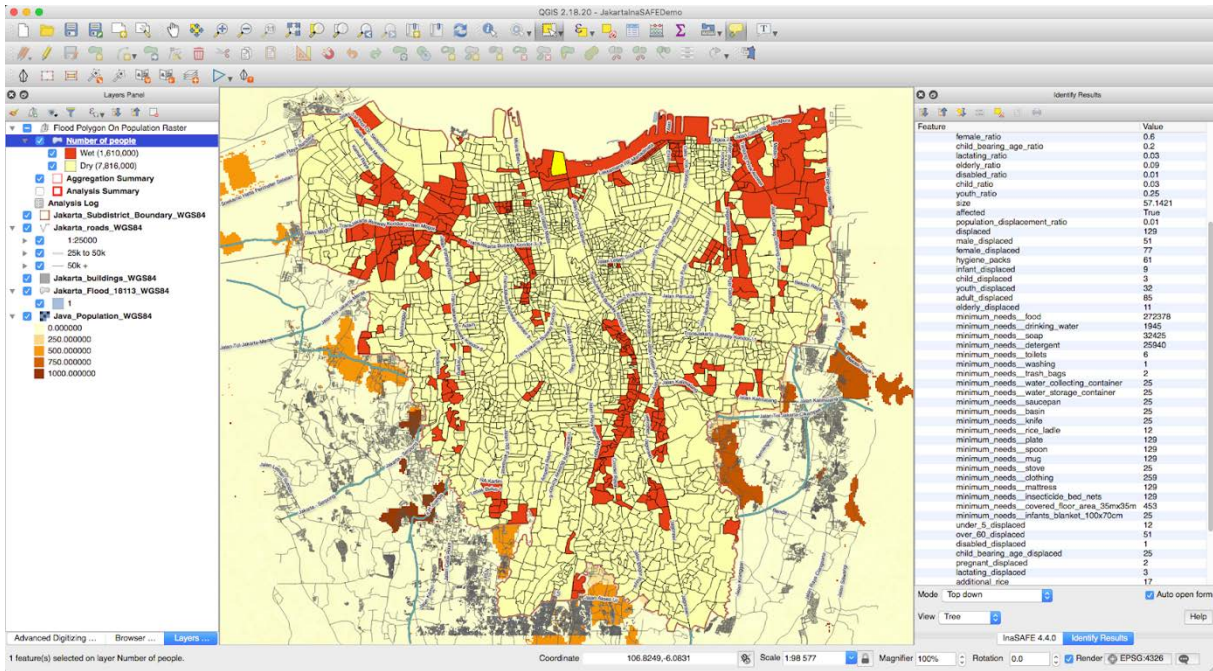 QGIS 2.18.20 - JakartaInaSAFEDemo
Layers Panel
Flood Polygon On Population Raster
Number of people
Wet (1,610,000)
Dry (7,816,000)
Aggregation Summary
Analysis Summary
Analysis Log
Jakarta_Subdistrict_Boundary_WGS84
Jakarta_roads_WGS84
1:25000
25k to 50k
50k +
Jakarta_buildings_WGS84
Jakarta_Flood_18113_WGS84
1
Java_Population_WGS84
0.000000
250.000000
500.000000
750.000000
1000.000000
Advanced Digitizing ... Browser ... Layers ...
Identify Results
Feature Value
female_ratio 0.6
child_bearing_age_ratio 0.2
lactating_ratio 0.03
elderly_ratio 0.09
disabled_ratio 0.01
child_ratio 0.03
youth_ratio 0.25
size 57.1421
affected True
population_displacement_ratio 0.01
displaced 129
male_displaced 51
female_displaced 77
hygiene_packs 61
infant_displaced 9
child_displaced 3
youth_displaced 32
adult_displaced 85
elderly_displaced 11
minimum_needs__food 272378
minimum_needs__drinking_water 1945
minimum_needs__soap 32425
minimum_needs__detergent 25940
minimum_needs__toilets 6
minimum_needs__washing 1
minimum_needs__trash_bags 2
minimum_needs__water_collecting_container 25
minimum_needs__water_storage_container 25
minimum_needs__saucepan 25
minimum_needs__basin 25
minimum_needs__knife 25
minimum_needs__rice_ladle 12
minimum_needs__plate 129
minimum_needs__spoon 129
minimum_needs__mug 129
minimum_needs__stove 25
minimum_needs__clothing 259
minimum_needs__mattress 129
minimum_needs__insecticide_bed_nets 129
minimum_needs__covered_floor_area_35mx35m 453
minimum_needs__infants_blanket_100x70cm 25
under_5_displaced 12
over_60_displaced 51
disabled_displaced 1
child_bearing_age_displaced 25
pregnant_displaced 2
lactating_displaced 3
additional_rice 17
Mode Top down Auto open form
View Tree Help
InaSAFE 4.4.0 Identify Results
1 feature(s) selected on layer Number of people.
Coordinate 106.8249,-6.0831 Scale 1:98 577 Magnifier 100% Rotation 0.0 Render EPSG:4326